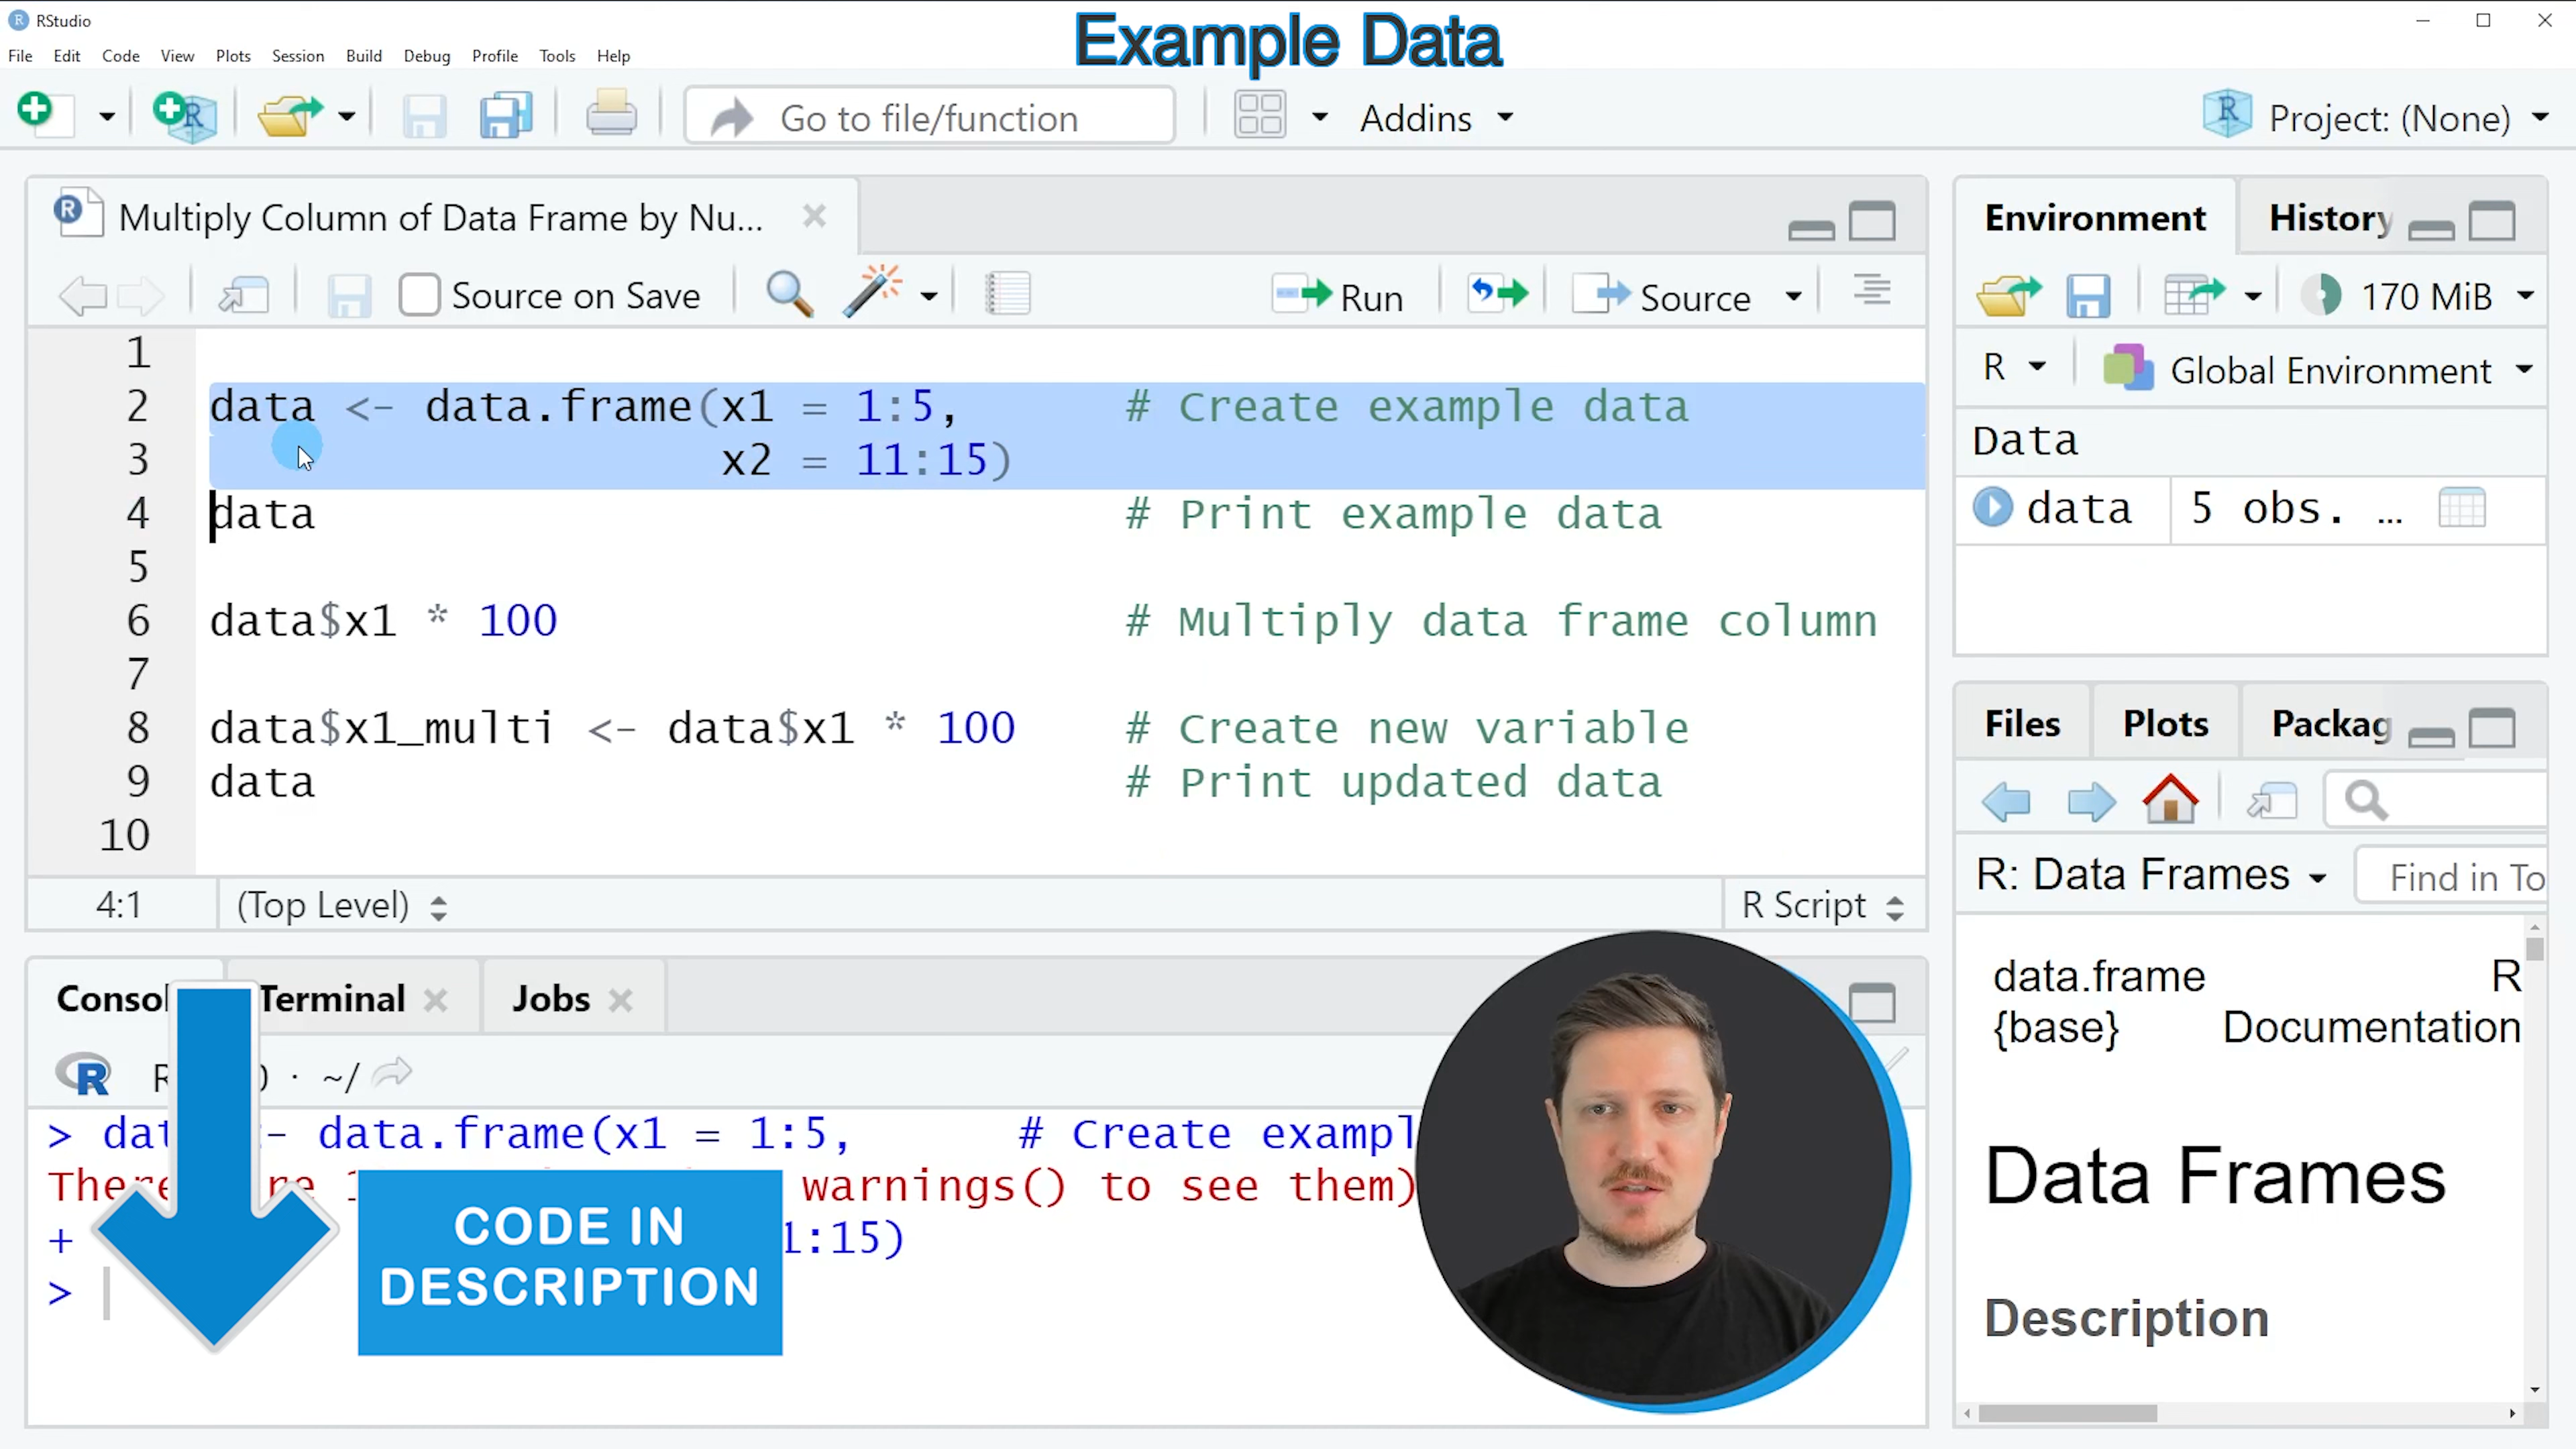 RStudio
Example Data
File Edit Code View Plots Session Build Debug Profile Tools Help
Go to file/function
Addins
Project: (None)
Multiply Column of Data Frame by Nu...
Source on Save
Run
Source
1
2 data <- data.frame(x1 = 1:5, # Create example data
3 x2 = 11:15)
4 data # Print example data
5
6 data$x1 * 100 # Multiply data frame column
7
8 data$x1_multi <- data$x1 * 100 # Create new variable
9 data # Print updated data
10
4:1 (Top Level) R Script
Environment History
170 MiB
R Global Environment
Data
data 5 obs. ...
Files Plots Packag
R: Data Frames Find in To
data.frame R
{base} Documentation
Data Frames
Description
Consol Terminal Jobs
R · ~/
> dat - data.frame(x1 = 1:5, # Create exampl
warnings() to see them)
+ 1:15)
>
CODE IN
DESCRIPTION